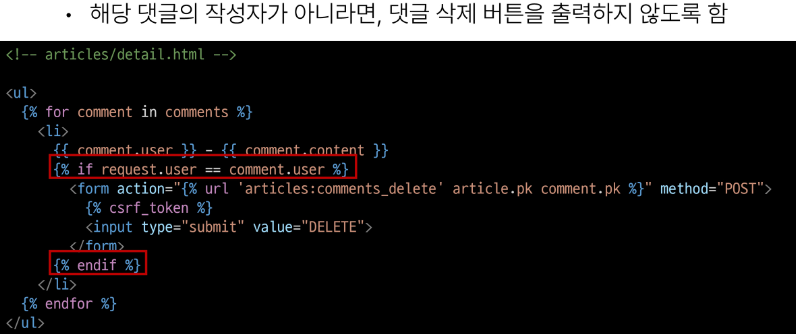 • 해당 댓글의 작성자가 아니라면, 댓글 삭제 버튼을 출력하지 않도록 함
<!-- articles/detail.html -->
<ul>
{% for comment in comments %}
<li>
{{ comment.user }} - {{ comment.content }}
{% if request.user == comment.user %}
<form action="{% url 'articles:comments_delete' article.pk comment.pk %}" method="POST">
{% csrf_token %}
<input type="submit" value="DELETE">
</form>
{% endif %}
</li>
{% endfor %}
</ul>